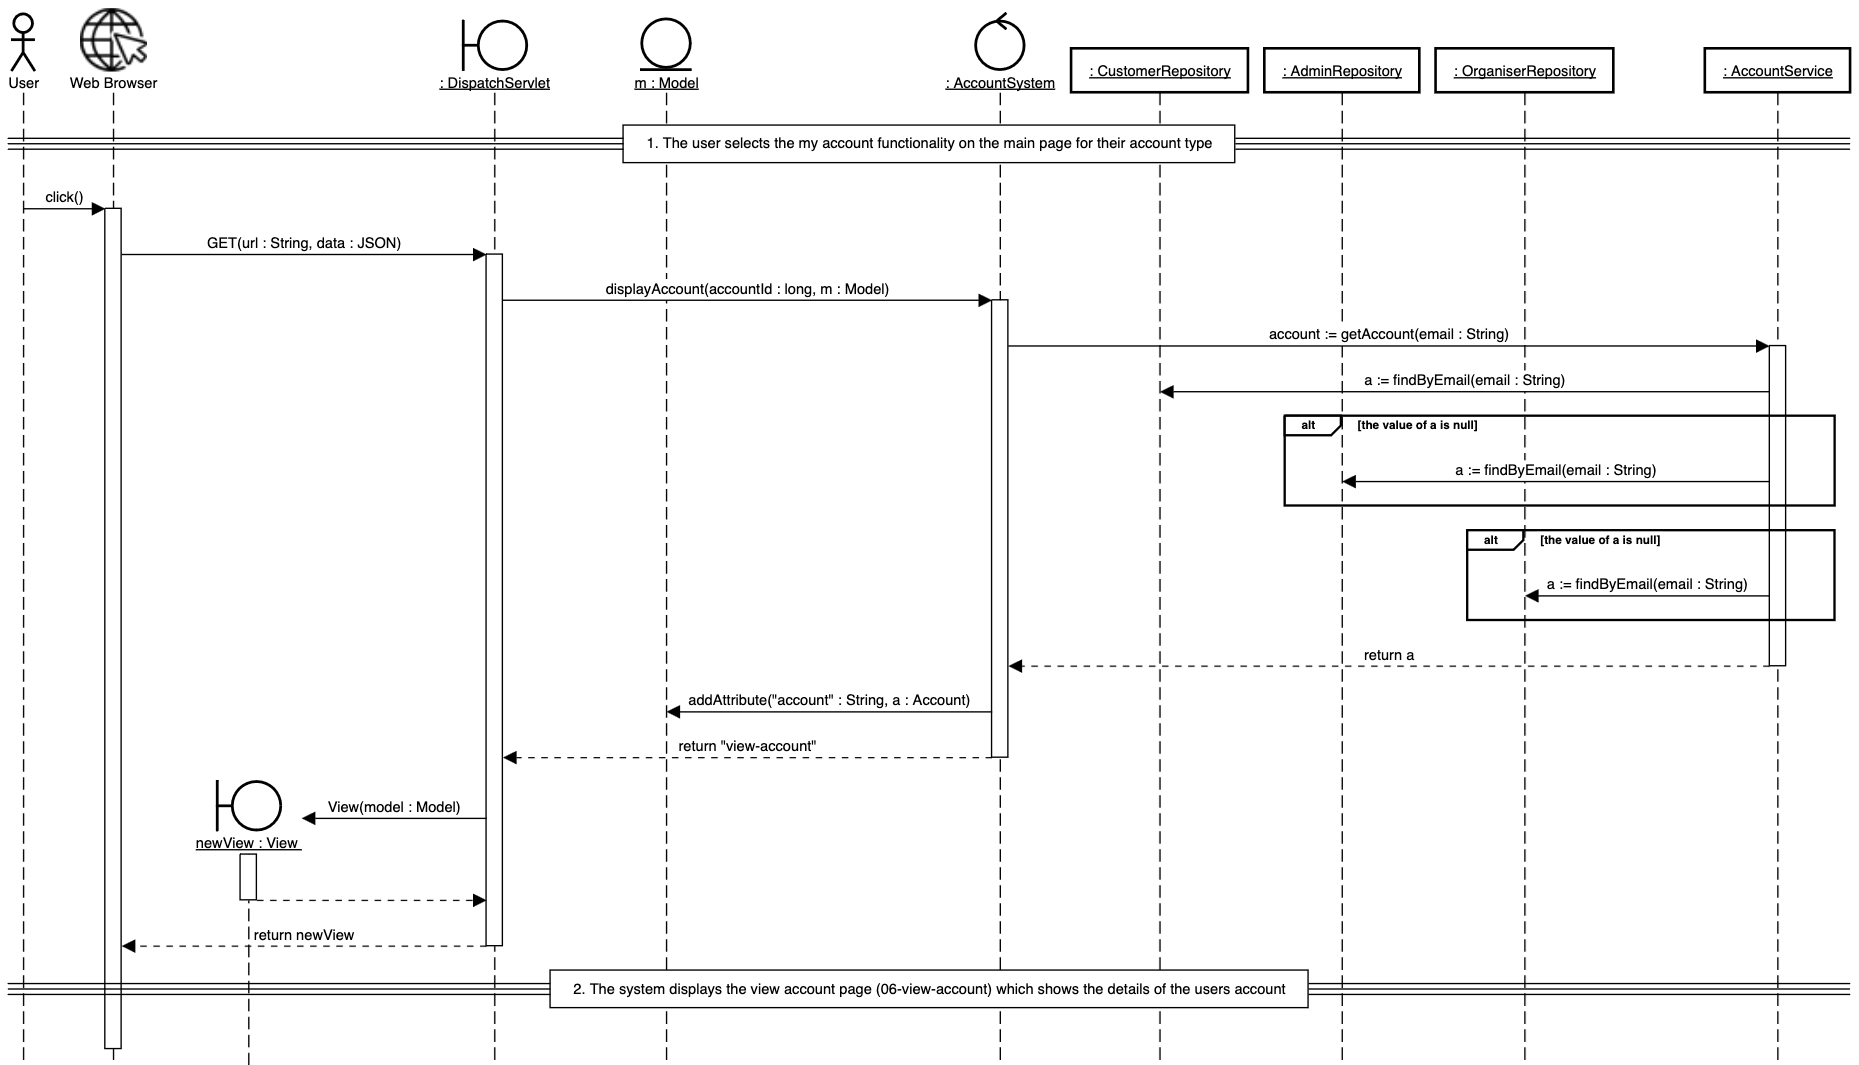 User
Web Browser
: DispatchServlet
m : Model
: AccountSystem
: CustomerRepository
: AdminRepository
: OrganiserRepository
: AccountService
1. The user selects the my account functionality on the main page for their account type
click()
GET(url : String, data : JSON)
displayAccount(accountId : long, m : Model)
account := getAccount(email : String)
a := findByEmail(email : String)
alt
[the value of a is null]
a := findByEmail(email : String)
alt
[the value of a is null]
a := findByEmail(email : String)
return a
addAttribute("account" : String, a : Account)
return "view-account"
View(model : Model)
newView : View
return newView
2. The system displays the view account page (06-view-account) which shows the details of the users account